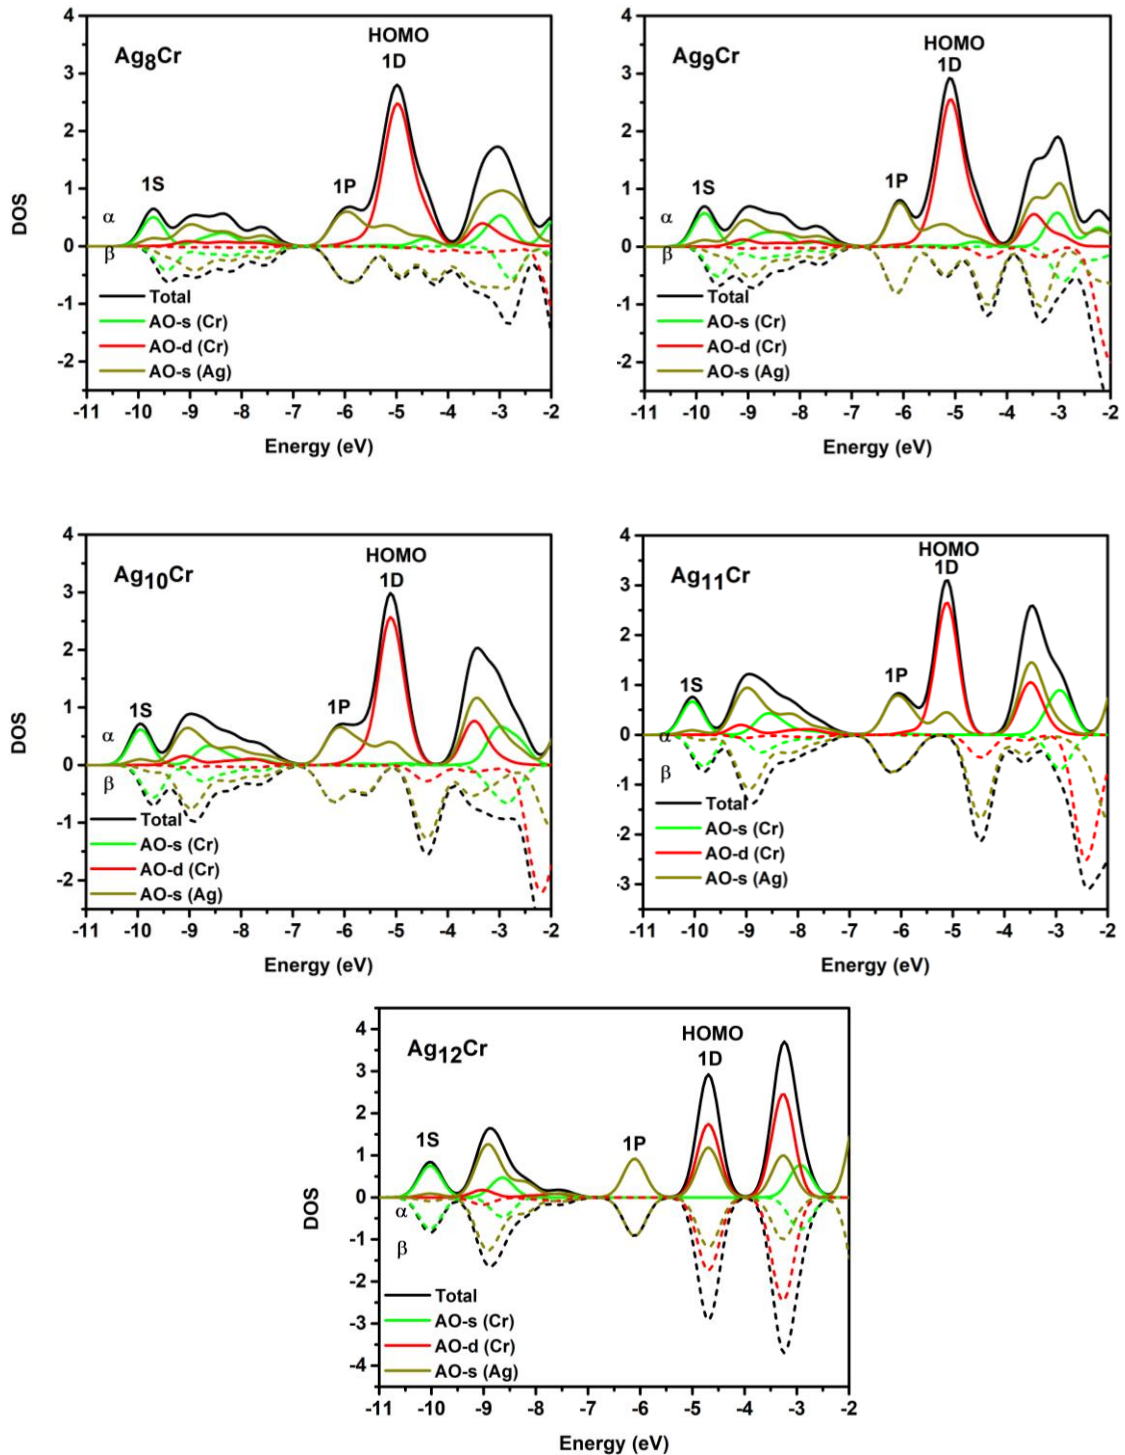 Ag8Cr
HOMO
1D
1S
1P
α
β
DOS
4
3
2
1
0
-1
-2
Total
AO-s (Cr)
AO-d (Cr)
AO-s (Ag)
-11 -10 -9 -8 -7 -6 -5 -4 -3 -2
Energy (eV)
Ag9Cr
HOMO
1D
1S
1P
α
β
4
3
2
1
0
-1
-2
Total
AO-s (Cr)
AO-d (Cr)
AO-s (Ag)
-11 -10 -9 -8 -7 -6 -5 -4 -3 -2
Energy (eV)
Ag10Cr
HOMO
1D
1S
1P
α
β
DOS
4
3
2
1
0
-1
-2
Total
AO-s (Cr)
AO-d (Cr)
AO-s (Ag)
-11 -10 -9 -8 -7 -6 -5 -4 -3 -2
Energy (eV)
Ag11Cr
HOMO
1D
1S
1P
α
β
4
3
2
1
0
-1
-2
-3
Total
AO-s (Cr)
AO-d (Cr)
AO-s (Ag)
-11 -10 -9 -8 -7 -6 -5 -4 -3 -2
Energy (eV)
Ag12Cr
HOMO
1D
1S
1P
α
β
DOS
4
3
2
1
0
-1
-2
-3
-4
Total
AO-s (Cr)
AO-d (Cr)
AO-s (Ag)
-11 -10 -9 -8 -7 -6 -5 -4 -3 -2
Energy (eV)